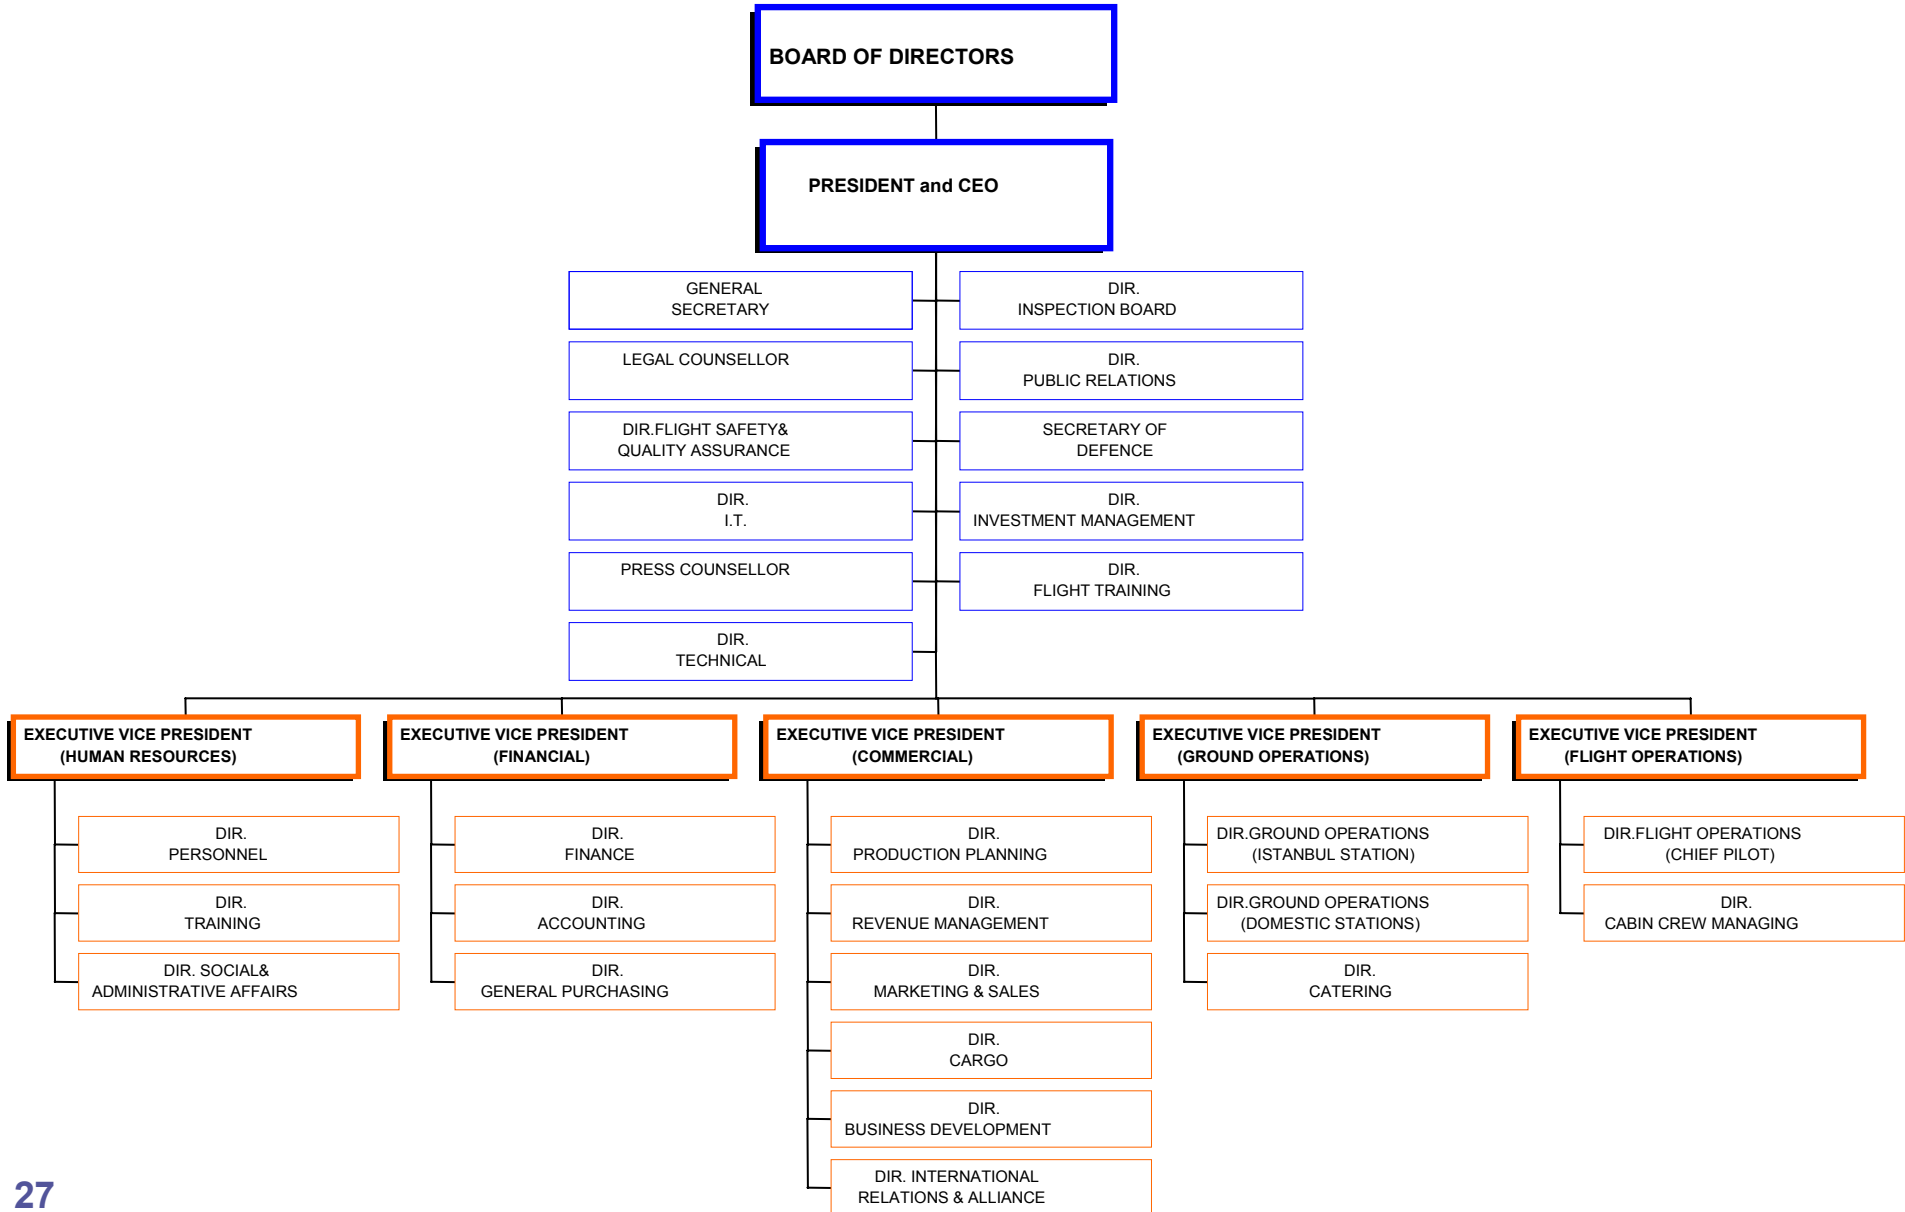 BOARD OF DIRECTORS
PRESIDENT and CEO
GENERAL
SECRETARY
DIR.
INSPECTION BOARD
LEGAL COUNSELLOR
DIR.
PUBLIC RELATIONS
DIR.FLIGHT SAFETY&
QUALITY ASSURANCE
SECRETARY OF
DEFENCE
DIR.
I.T.
DIR.
INVESTMENT MANAGEMENT
PRESS COUNSELLOR
DIR.
FLIGHT TRAINING
DIR.
TECHNICAL
EXECUTIVE VICE PRESIDENT
(HUMAN RESOURCES)
DIR.
PERSONNEL
DIR.
TRAINING
DIR. SOCIAL&
ADMINISTRATIVE AFFAIRS
EXECUTIVE VICE PRESIDENT
(FINANCIAL)
DIR.
FINANCE
DIR.
ACCOUNTING
DIR.
GENERAL PURCHASING
EXECUTIVE VICE PRESIDENT
(COMMERCIAL)
DIR.
PRODUCTION PLANNING
DIR.
REVENUE MANAGEMENT
DIR.
MARKETING & SALES
DIR.
CARGO
DIR.
BUSINESS DEVELOPMENT
DIR. INTERNATIONAL
RELATIONS & ALLIANCE
EXECUTIVE VICE PRESIDENT
(GROUND OPERATIONS)
DIR.GROUND OPERATIONS
(ISTANBUL STATION)
DIR.GROUND OPERATIONS
(DOMESTIC STATIONS)
DIR.
CATERING
EXECUTIVE VICE PRESIDENT
(FLIGHT OPERATIONS)
DIR.FLIGHT OPERATIONS
(CHIEF PILOT)
DIR.
CABIN CREW MANAGING
27